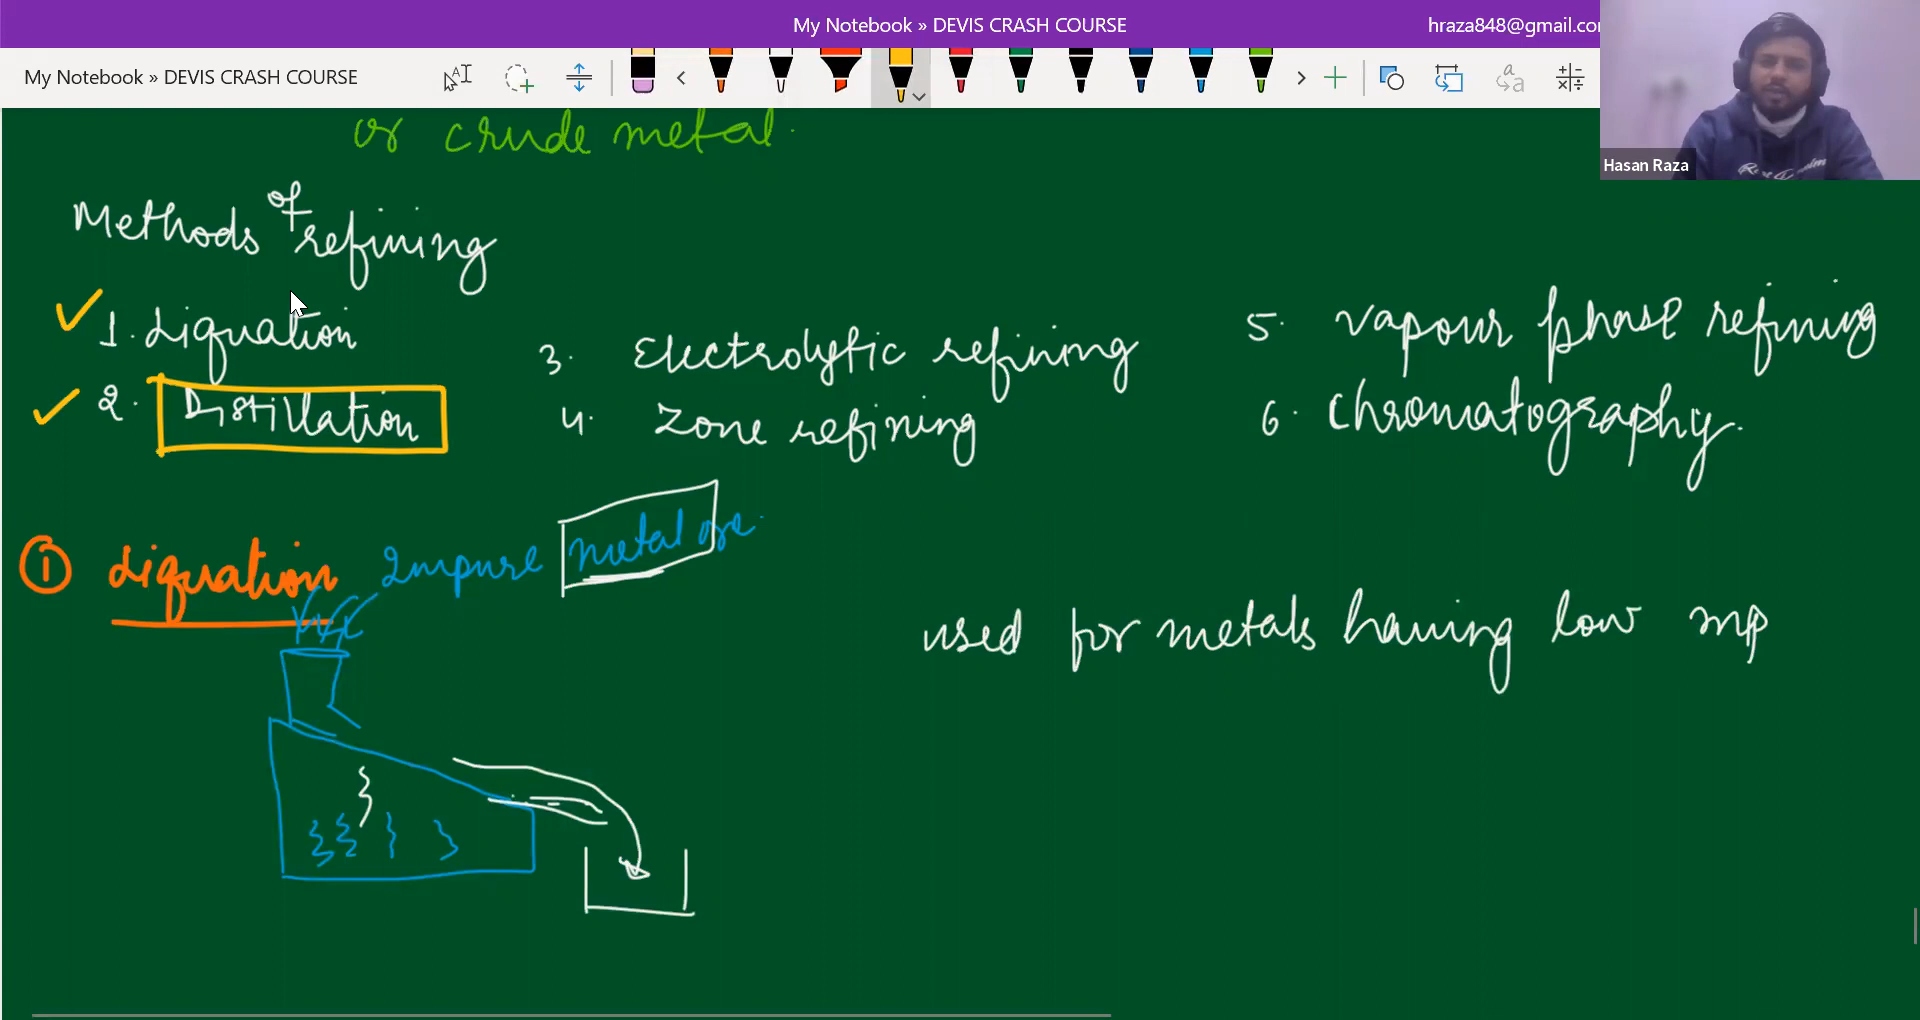 My Notebook » DEVIS CRASH COURSE
hraza848@gmail.co
My Notebook » DEVIS CRASH COURSE
Hasan Raza
or crude metal.
Methods of refining
1. Liquation
2. Distillation
3. Electrolytic refining
4. Zone refining
5. Vapour phase refining
6. Chromatography.
① Liquation
Impure metal ore.
used for metals having low mp